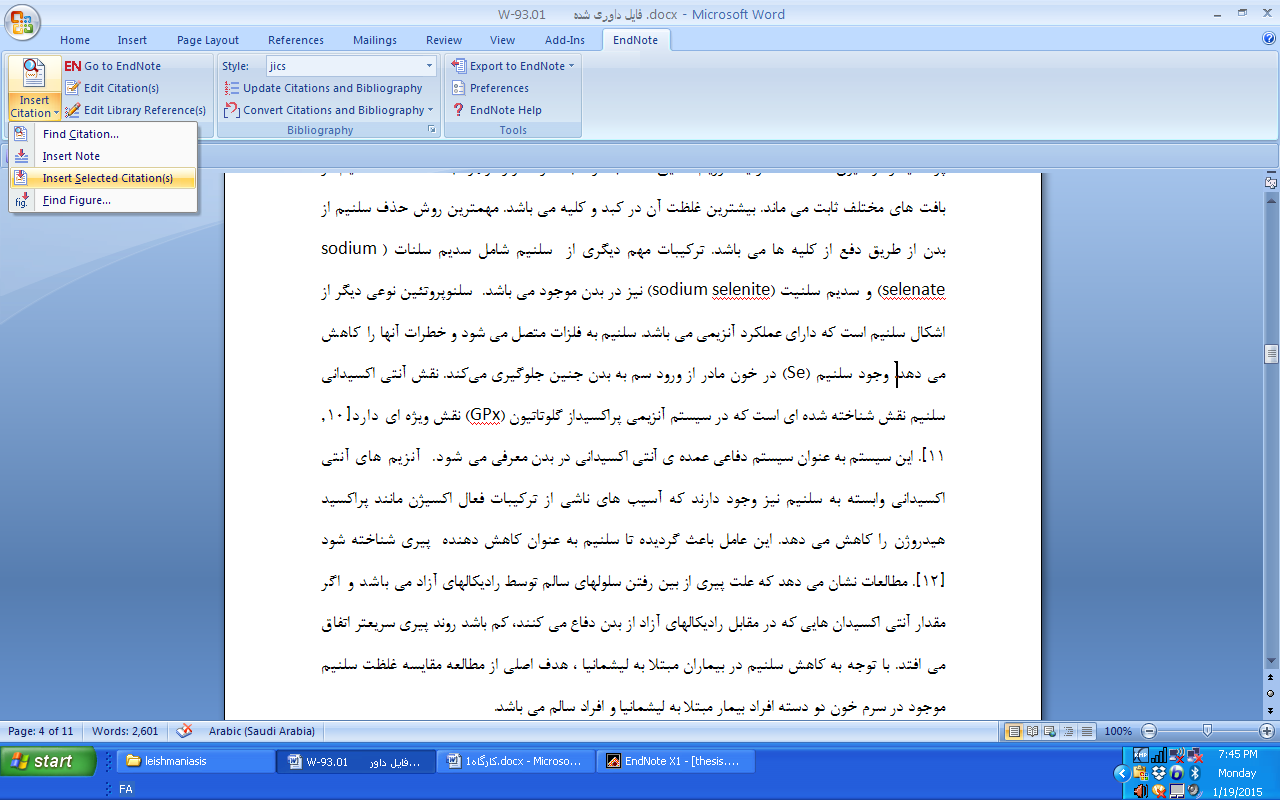 W-93.01 فایل داوری شده .docx - Microsoft Word
Home Insert Page Layout References Mailings Review View Add-Ins EndNote
Insert Citation
EN Go to EndNote
Edit Citation(s)
Edit Library Reference(s)
Style: jics
Update Citations and Bibliography
Convert Citations and Bibliography
Bibliography
Export to EndNote
Preferences
EndNote Help
Tools
Find Citation...
Insert Note
Insert Selected Citation(s)
Find Figure...
بافت های مختلف ثابت می ماند. بیشترین غلظت آن در کبد و کلیه می باشد. مهمترین روش حذف سلنیم از
بدن از طریق دفع از کلیه ها می باشد. ترکیبات مهم دیگری از سلنیم شامل سدیم سلنات ( sodium
selenate) و سدیم سلنیت (sodium selenite) نیز در بدن موجود می باشد. سلنوپروتئین نوعی دیگر از
اشکال سلنیم است که دارای عملکرد آنزیمی می باشد. سلنیم به فلزات متصل می شود و خطرات آنها را کاهش
می دهد. وجود سلنیم (Se) در خون مادر از ورود سم به بدن جنین جلوگیری می‌کند. نقش آنتی اکسیدانی
سلنیم نقش شناخته شده ای است که در سیستم آنزیمی پراکسیداز گلوتاتیون (GPx) نقش ویژه ای دارد[۱۰,
۱۱]. این سیستم به عنوان سیستم دفاعی عمده ی آنتی اکسیدانی در بدن معرفی می شود. آنزیم های آنتی
اکسیدانی وابسته به سلنیم نیز وجود دارند که آسیب های ناشی از ترکیبات فعال اکسیژن مانند پراکسید
هیدروژن را کاهش می دهد. این عامل باعث گردیده تا سلنیم به عنوان کاهش دهنده پیری شناخته شود
[۱۲]. مطالعات نشان می دهد که علت پیری از بین رفتن سلولهای سالم توسط رادیکالهای آزاد می باشد و اگر
مقدار آنتی اکسیدان هایی که در مقابل رادیکالهای آزاد از بدن دفاع می کنند، کم باشد روند پیری سریعتر اتفاق
می افتد. با توجه به کاهش سلنیم در بیماران مبتلا به لیشمانیا ، هدف اصلی از مطالعه مقایسه غلظت سلنیم
موجود در سرم خون دو دسته افراد بیمار مبتلا به لیشمانیا و افراد سالم می باشد.
Page: 4 of 11 Words: 2,601 Arabic (Saudi Arabia) 100%
start leishmaniasis W-93.01 فایل داور... کارگاه۱.docx - Microso... EndNote X1 - [thesis.... 7:45 PM
Monday
FA 1/19/2015